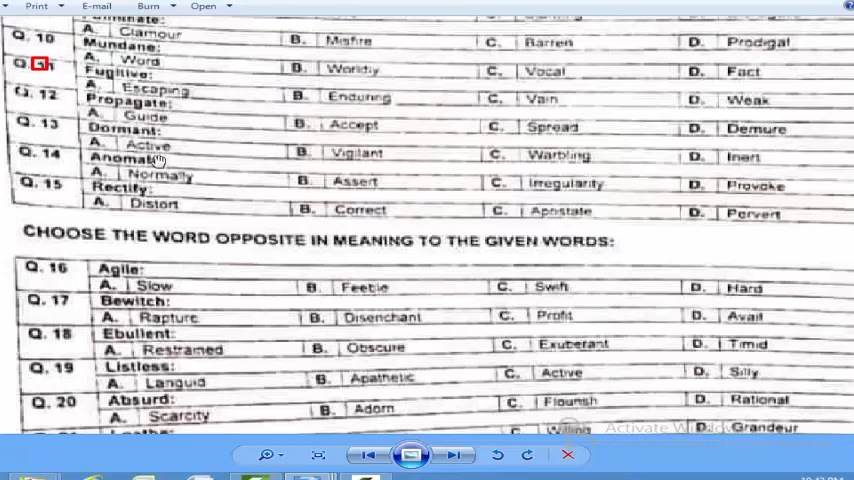 Print E-mail Burn Open
Q. 10 A. Clamour B. Misfire C. Barren D. Prodigal
Mundane:
Q. 11 A. Word B. Worldly C. Vocal D. Fact
Fugitive:
Q. 12 A. Escaping B. Enduring C. Vain D. Weak
Propagate:
Q. 13 A. Guide B. Accept C. Spread D. Demure
Dormant:
Q. 14 A. Active B. Vigilant C. Warbling D. Inert
Q. 15 A. Normally B. Assert C. Irregularity D. Provoke
Rectify:
A. Distort B. Correct C. Apostate D. Pervert
CHOOSE THE WORD OPPOSITE IN MEANING TO THE GIVEN WORDS:
Q. 16 Agile:
A. Slow B. Feeble C. Swift D. Hard
Q. 17 Bewitch:
A. Rapture B. Disenchant C. Profit D. Avail
Q. 18 Ebullent:
A. Restrained B. Obscure C. Exuberant D. Timid
Q. 19 Listless:
A. Languid B. Apathetic C. Active D. Silly
Q. 20 Absurd:
A. Scarcity B. Adorn C. Flourish D. Rational
C. Willing D. Grandeur